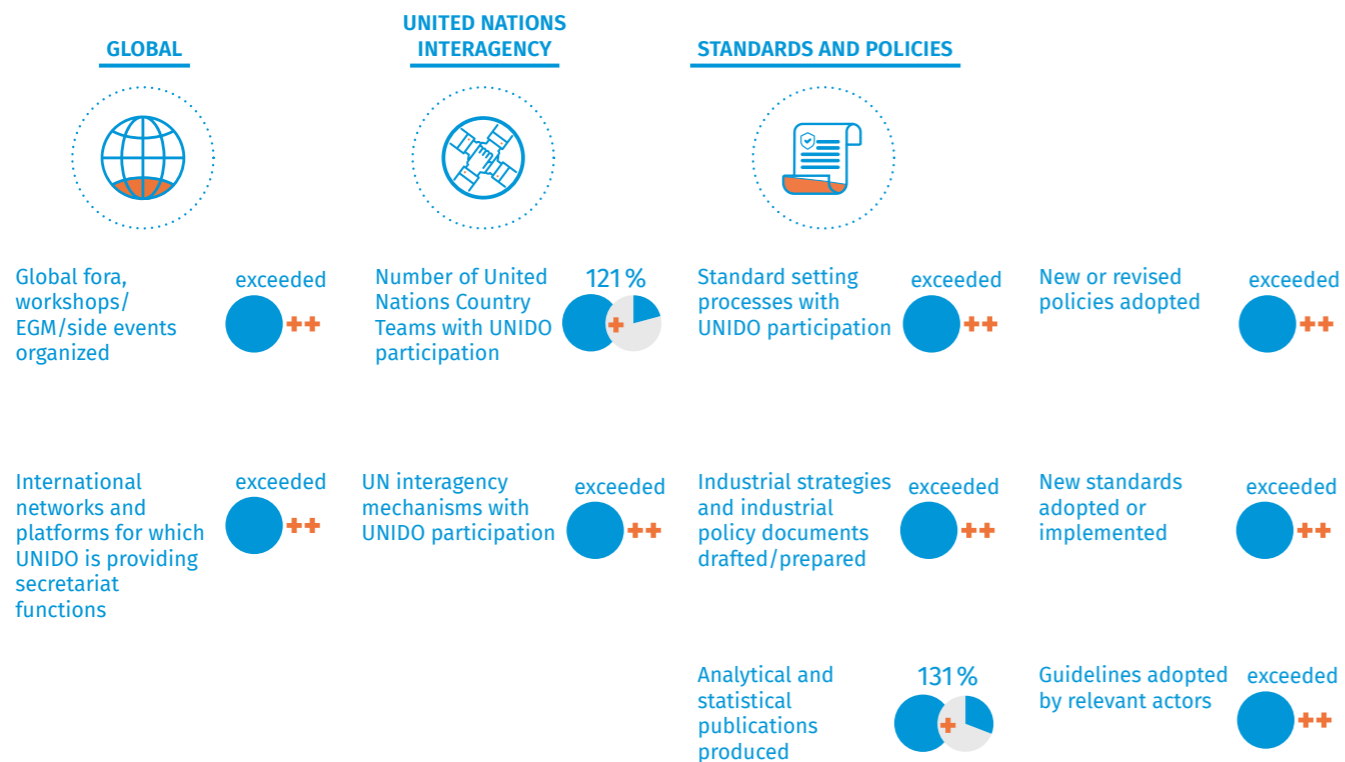 GLOBAL
UNITED NATIONS
INTERAGENCY
STANDARDS AND POLICIES
Global fora,
workshops/
EGM/side events
organized
exceeded
++
Number of United
Nations Country
Teams with UNIDO
participation
121 %
+
Standard setting
processes with
UNIDO participation
exceeded
++
New or revised
policies adopted
exceeded
++
International
networks and
platforms for which
UNIDO is providing
secretariat
functions
exceeded
++
UN interagency
mechanisms with
UNIDO participation
exceeded
++
Industrial strategies
and industrial
policy documents
drafted/prepared
exceeded
++
New standards
adopted or
implemented
exceeded
++
Analytical and
statistical
publications
produced
131 %
+
Guidelines adopted
by relevant actors
exceeded
++